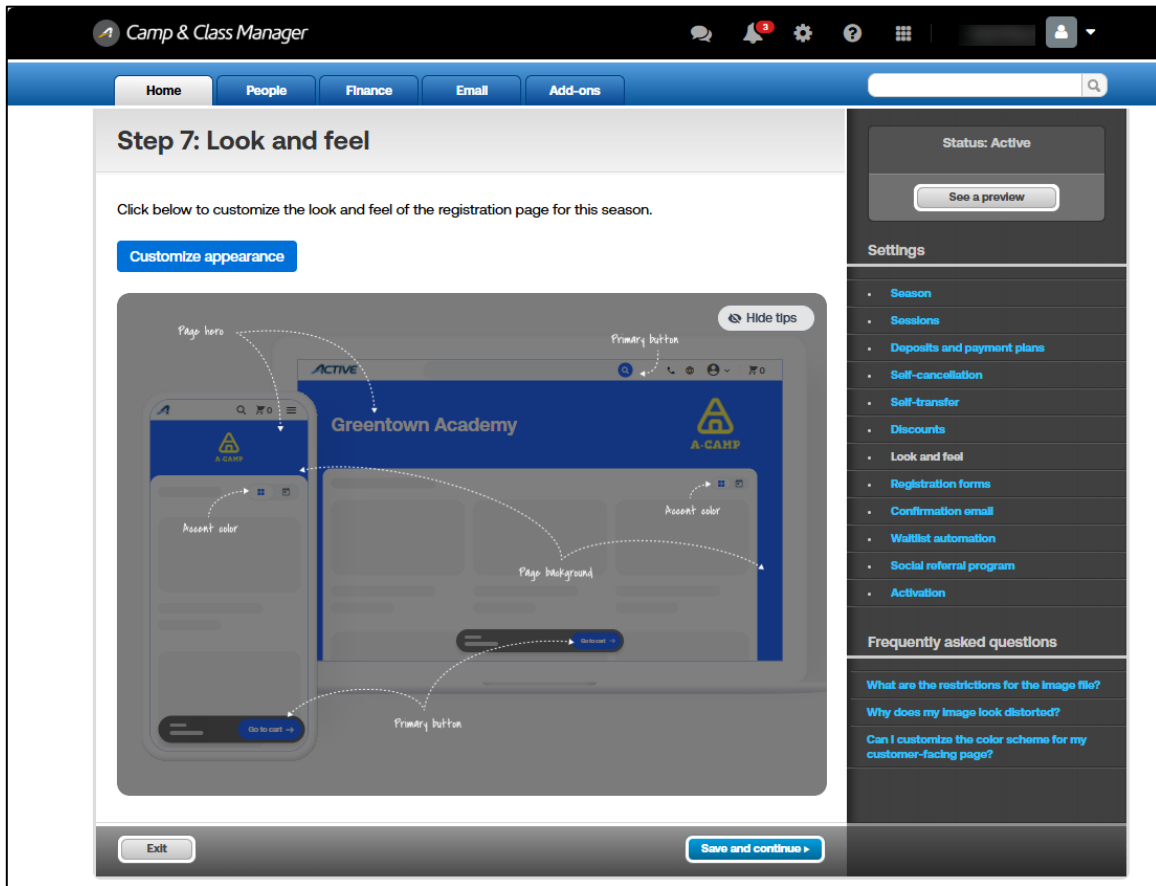 Camp & Class Manager
3
Home
People
Finance
Email
Add-ons
Step 7: Look and feel
Click below to customize the look and feel of the registration page for this season.
Customize appearance
Hide tips
Page hero
Primary button
ACTIVE
0
Greentown Academy
A-CAMP
0
A-CAMP
Accent color
Accent color
Page background
Go to cart →
Go to cart →
Primary button
Exit
Save and continue ▸
Status: Active
See a preview
Settings
• Season
• Sessions
• Deposits and payment plans
• Self-cancellation
• Self-transfer
• Discounts
• Look and feel
• Registration forms
• Confirmation email
• Waitlist automation
• Social referral program
• Activation
Frequently asked questions
What are the restrictions for the image file?
Why does my image look distorted?
Can I customize the color scheme for my
customer-facing page?